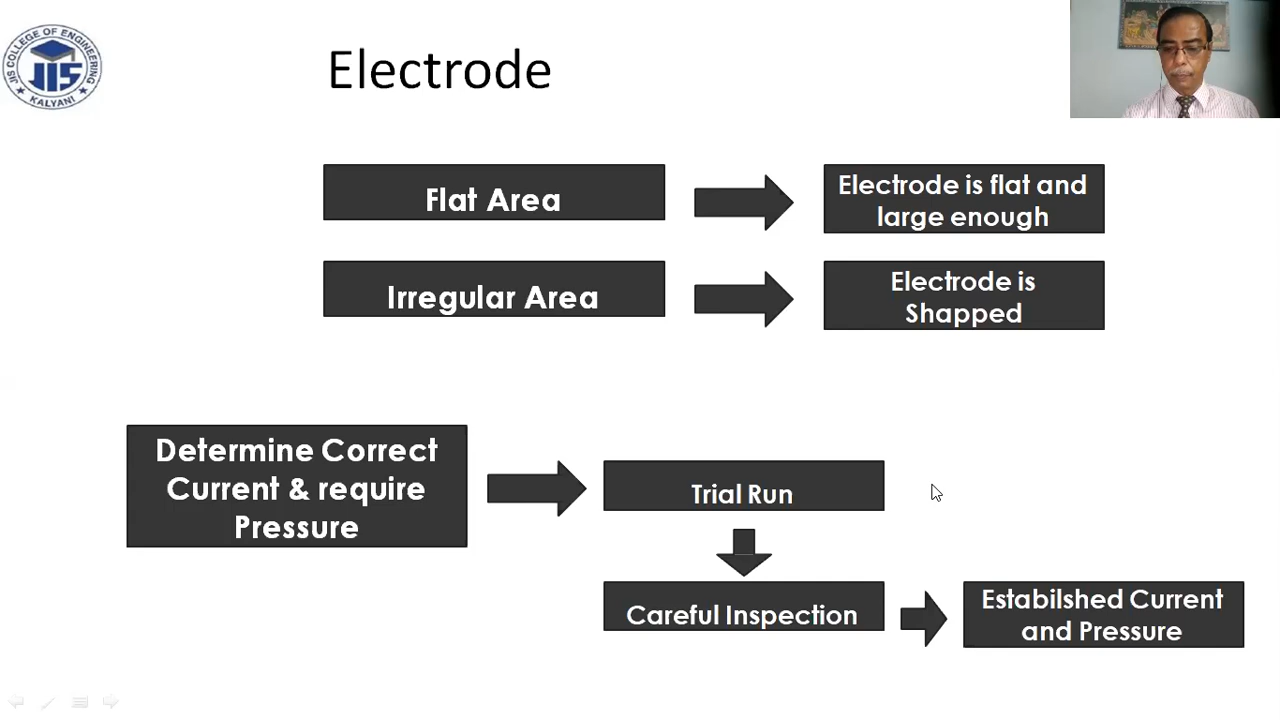 JIS COLLEGE OF ENGINEERING
JIS
KALYANI
Electrode
Flat Area
Electrode is flat and
large enough
Irregular Area
Electrode is
Shapped
Determine Correct
Current & require
Pressure
Trial Run
Careful Inspection
Estabilshed Current
and Pressure